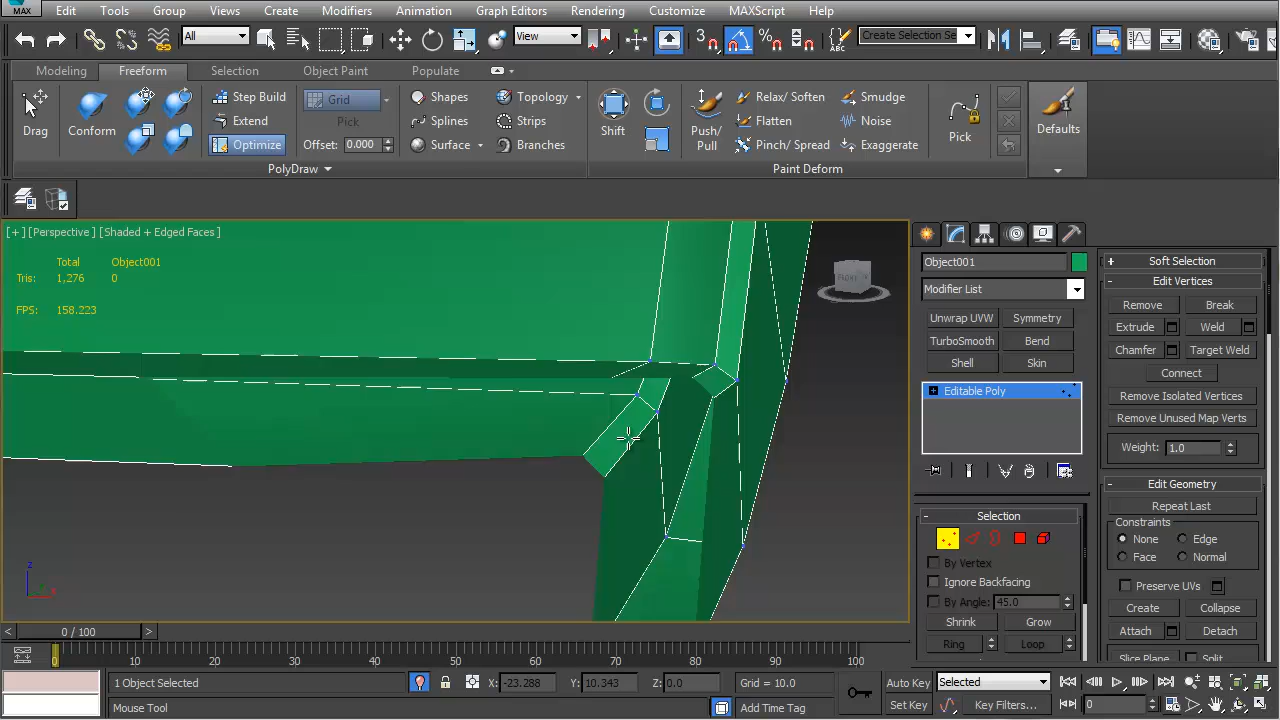 MAX Edit Tools Group Views Create Modifiers Animation Graph Editors Rendering Customize MAXScript Help
All View 3 Create Selection Se
ABC
Modeling Freeform Selection Object Paint Populate
Step Build Grid Shapes Topology Relax/ Soften Smudge
Drag Conform Extend Pick Splines Strips Shift Push/ Pull Flatten Noise Pick Defaults
Optimize Offset: 0.000 Surface Branches Pinch/ Spread Exaggerate
PolyDraw Paint Deform
[+] [Perspective ] [Shaded + Edged Faces ]
Total Object001
Tris: 1,276 0
FPS: 158.223
Object001
Modifier List
Unwrap UVW Symmetry
TurboSmooth Bend
Shell Skin
Editable Poly
Selection
By Vertex
Ignore Backfacing
By Angle: 45.0
Shrink Grow
Ring Loop
+ Soft Selection
- Edit Vertices
Remove Break
Extrude Weld
Chamfer Target Weld
Connect
Remove Isolated Vertices
Remove Unused Map Verts
Weight: 1.0
- Edit Geometry
Repeat Last
Constraints
None Edge
Face Normal
Preserve UVs
Create Collapse
Attach Detach
Slice Plane Split
z
x
< 0 / 100 >
0 10 20 30 40 50 60 70 80 90 100
1 Object Selected X: -23.288 Y: 10.343 Z: 0.0 Grid = 10.0 Auto Key Selected
Mouse Tool Add Time Tag Set Key Key Filters... 0